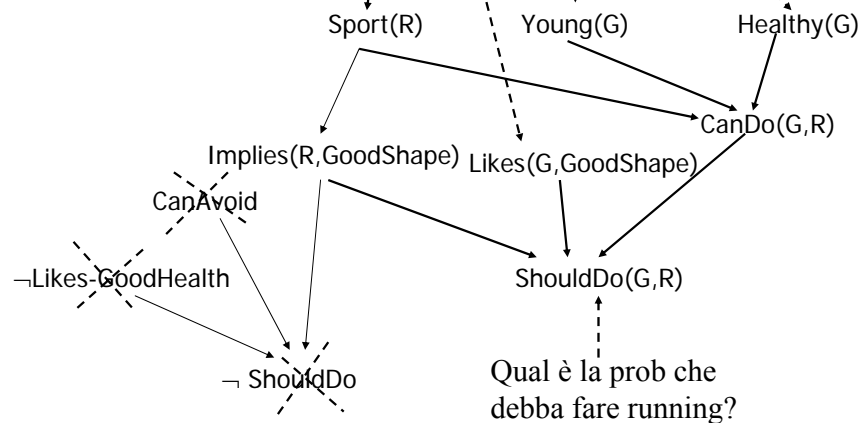 Sport(R) Young(G) Healthy(G)
CanDo(G,R)
Implies(R,GoodShape) Likes(G,GoodShape)
CanAvoid
¬Likes-GoodHealth
ShouldDo(G,R)
¬ ShouldDo
Qual è la prob che
debba fare running?